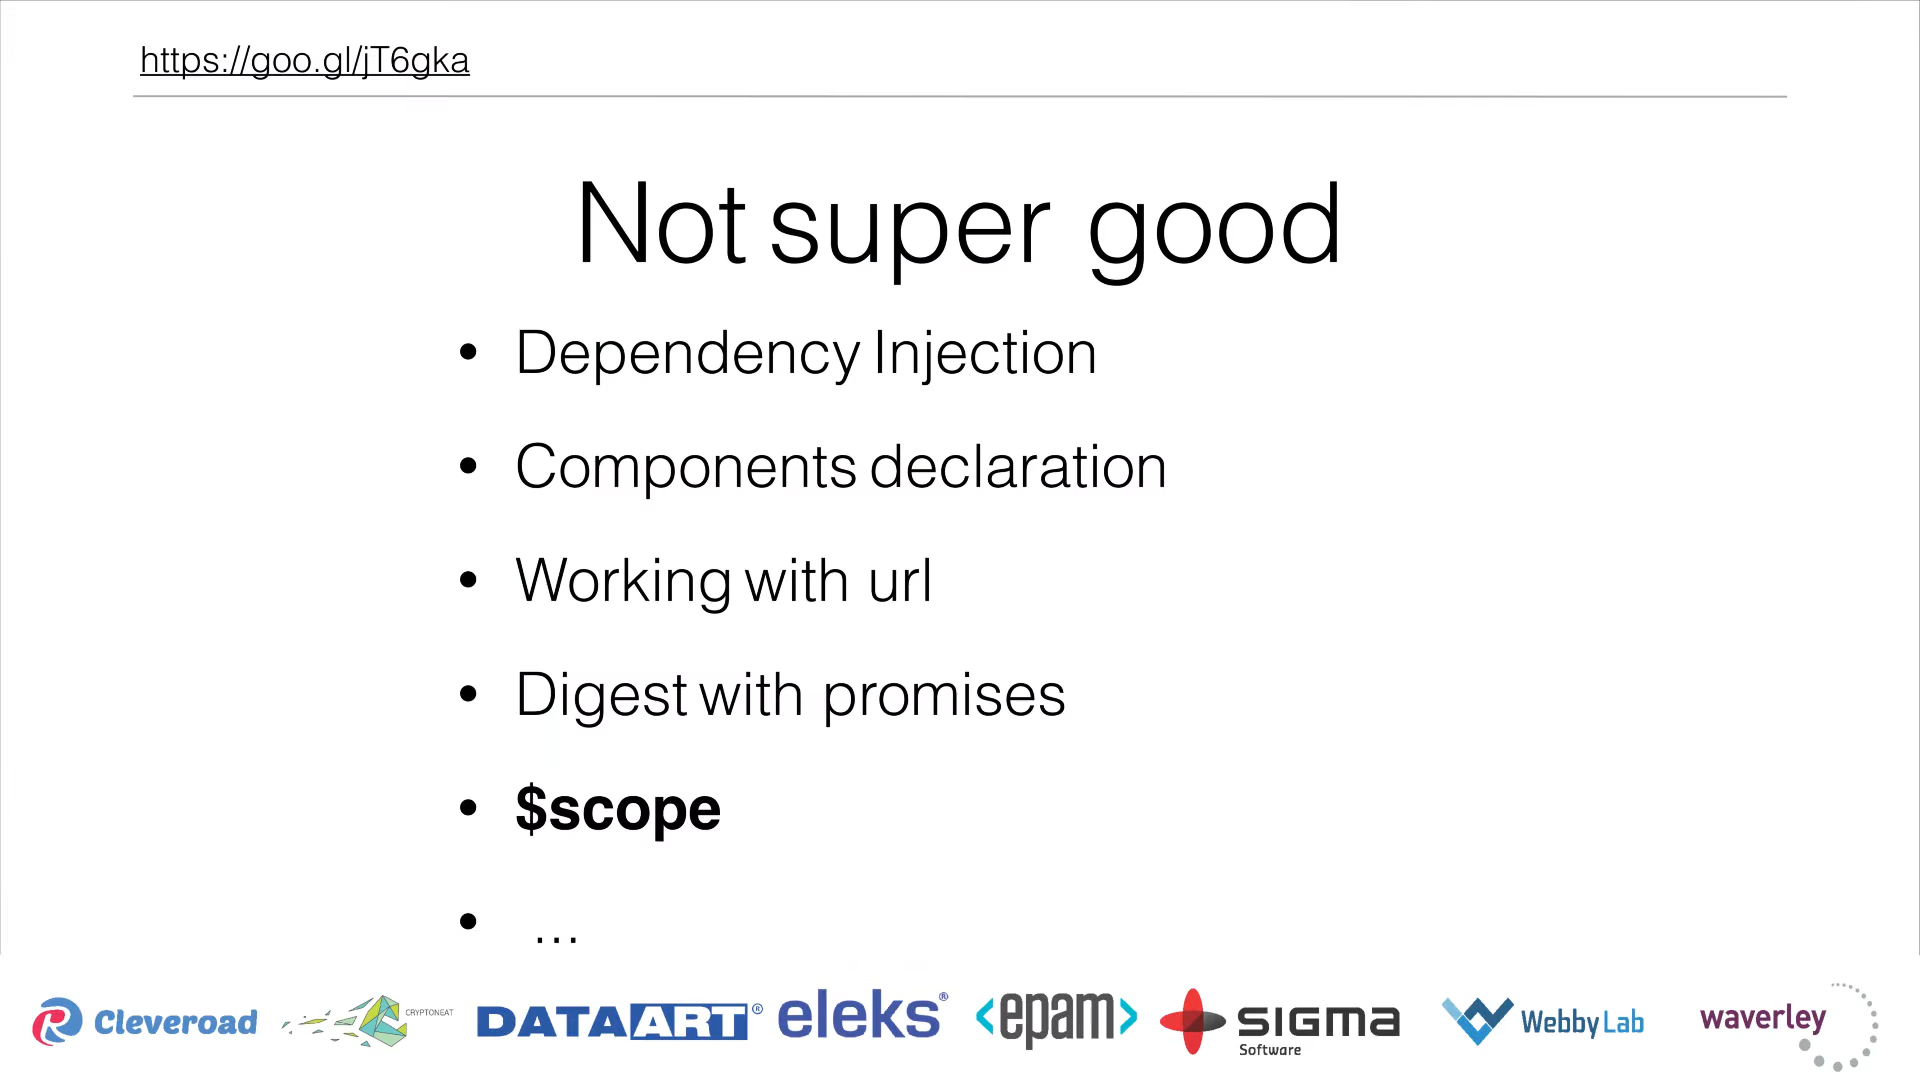 https://goo.gl/jT6gka
Not super good
• Dependency Injection
• Components declaration
• Working with url
• Digest with promises
• $scope
• ...
Cleveroad
CRYPTONEAT
DATAART®
eleks®
<epam>
SIGMA
Software
WebbyLab
waverley